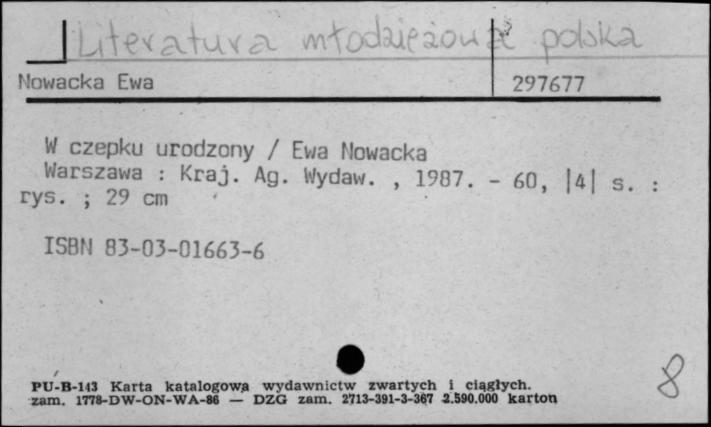 Literatura młodzieżowa polska
Nowacka Ewa 297677
W czepku urodzony / Ewa Nowacka
Warszawa : Kraj. Ag. Wydaw. , 1987. - 60, |4| s. :
rys. ; 29 cm
ISBN 83-03-01663-6
PU-B-143 Karta katalogowa wydawnictw zwartych i ciągłych.
zam. 1778-DW-ON-WA-86 — DZG zam. 2713-391-3-367 2.590.000 karton
8